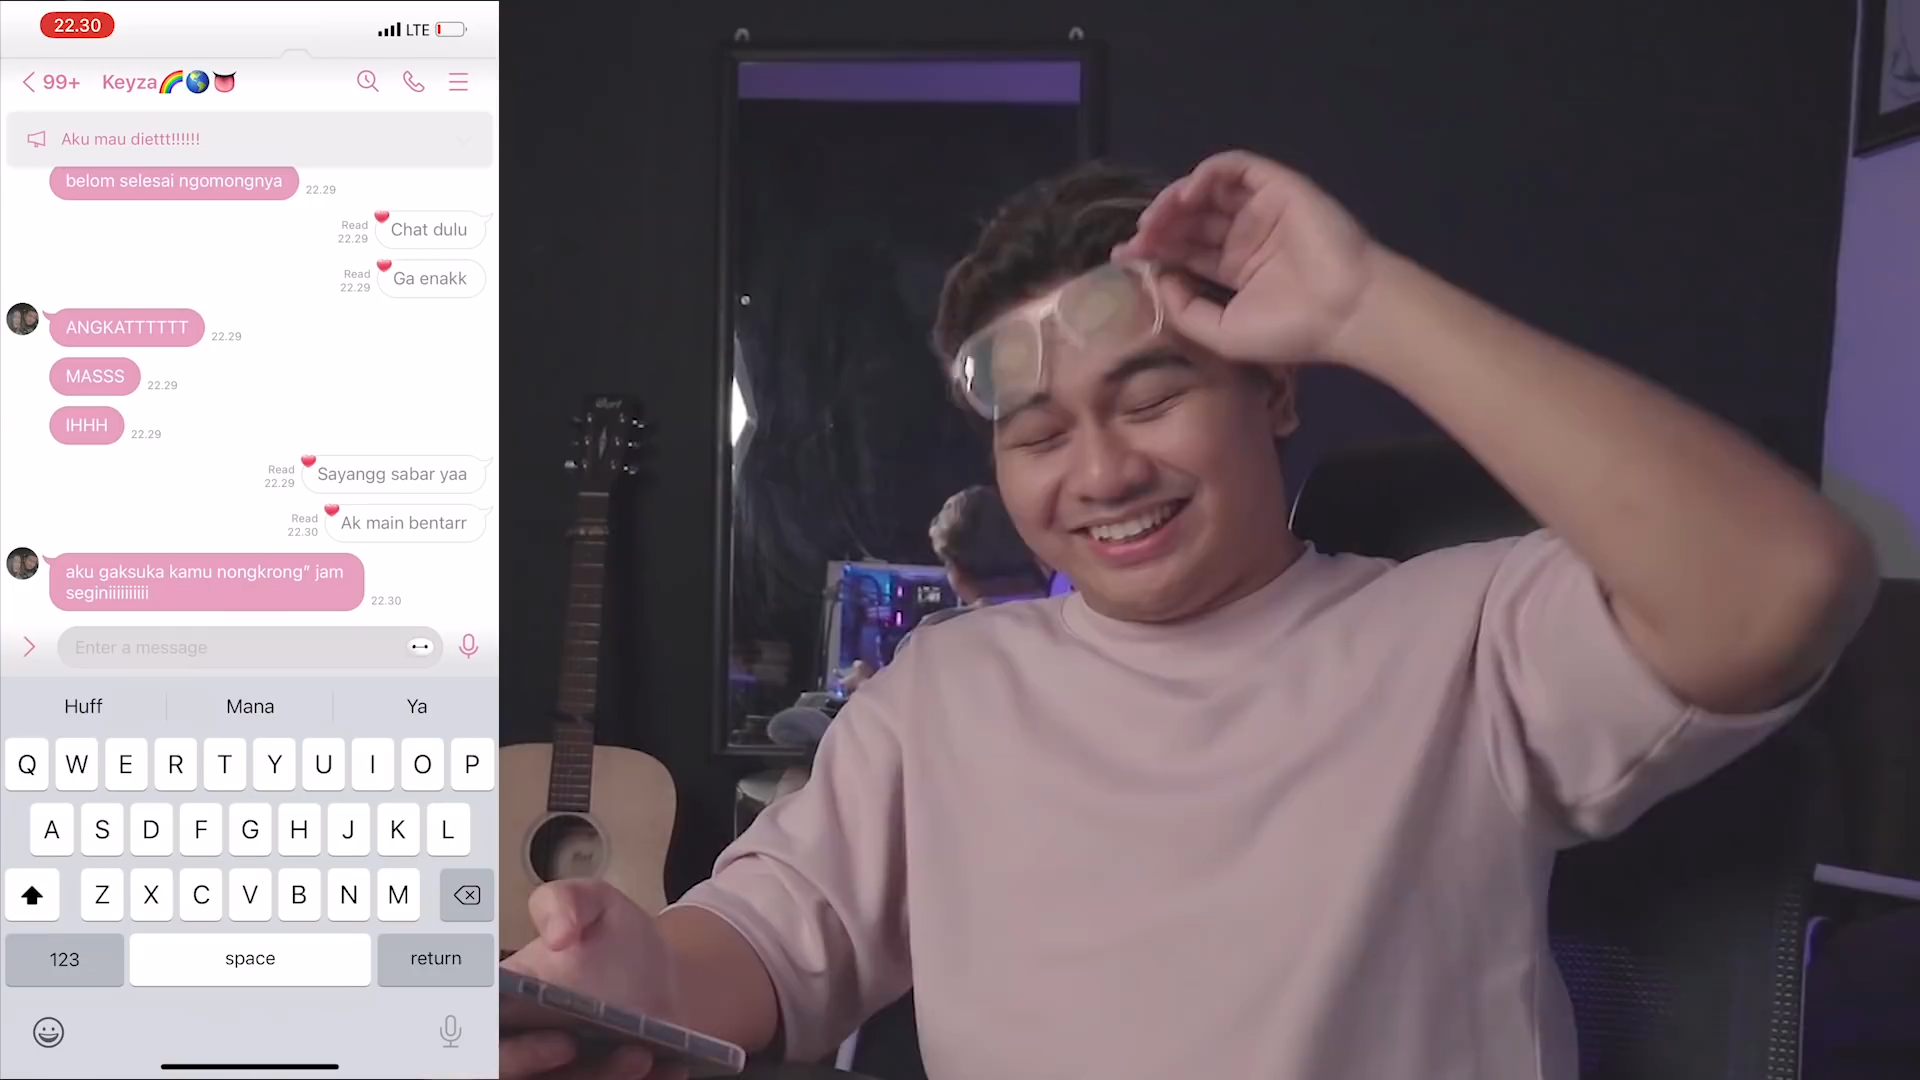 22.30
LTE
99+
Keyza🌈🌎👅
Aku mau diettt!!!!!!
belom selesai ngomongnya
22.29
Read
22.29
Chat dulu
Read
22.29
Ga enakk
ANGKATTTTTT
22.29
MASSS
22.29
IHHH
22.29
Read
22.29
Sayangg sabar yaa
Read
22.30
Ak main bentarr
aku gaksuka kamu nongkrong” jam
seginiiiiiiiiii
22.30
Enter a message
Huff
Mana
Ya
Q W E R T Y U I O P
A S D F G H J K L
Z X C V B N M
123
space
return